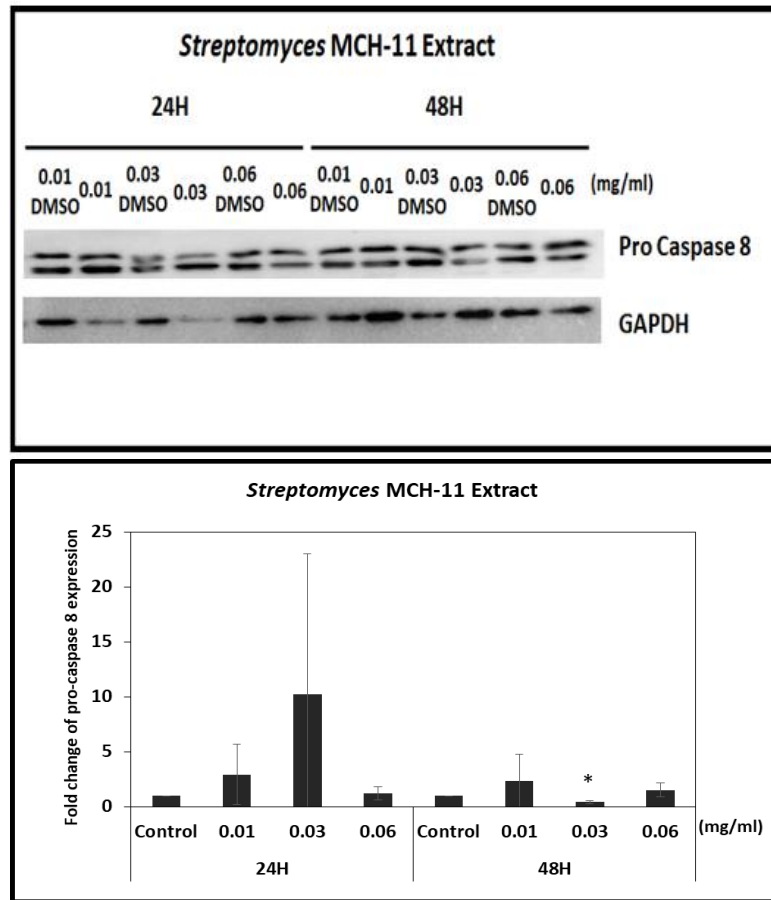 Streptomyces MCH-11 Extract
24H 48H
0.01 DMSO 0.01 0.03 DMSO 0.03 0.06 DMSO 0.06 0.01 DMSO 0.01 0.03 DMSO 0.03 0.06 DMSO 0.06 (mg/ml)
Pro Caspase 8
GAPDH
Streptomyces MCH-11 Extract
Fold change of pro-caspase 8 expression
25
20
15
10
5
0
*
Control 0.01 0.03 0.06 Control 0.01 0.03 0.06 (mg/ml)
24H 48H